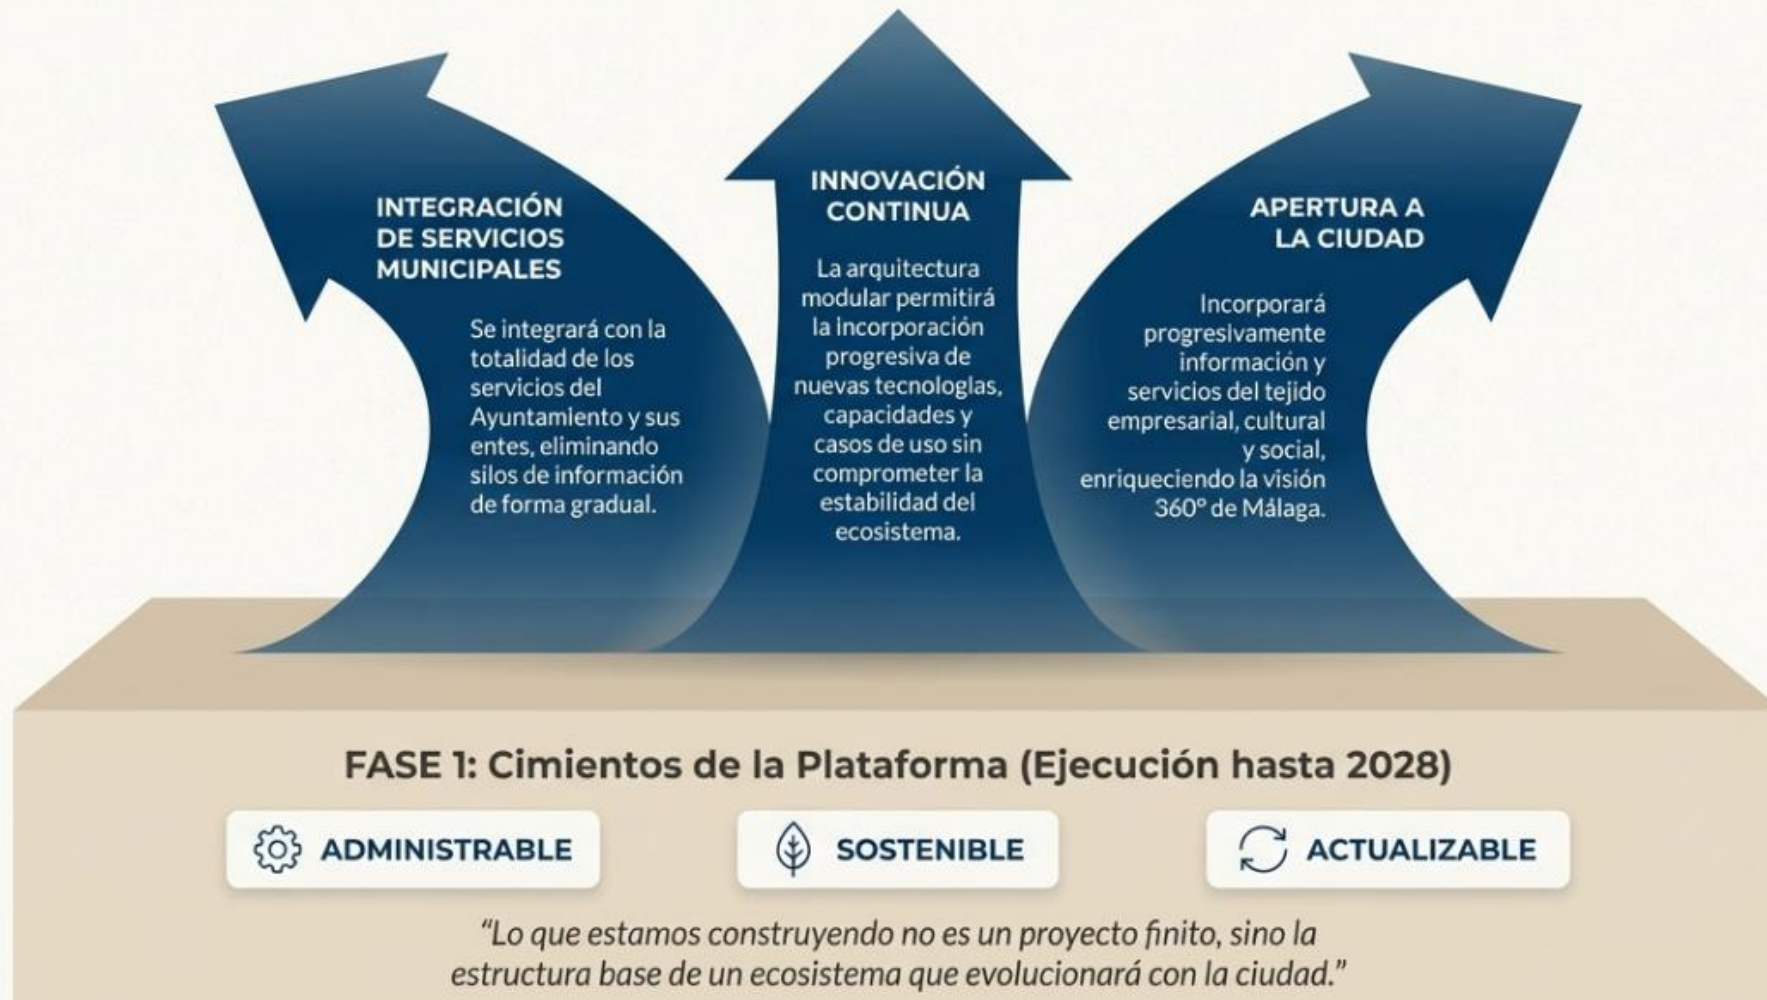 INTEGRACIÓN
DE SERVICIOS
MUNICIPALES
Se integrará con la
totalidad de los
servicios del
Ayuntamiento y sus
entes, eliminando
silos de información
de forma gradual.
INNOVACIÓN
CONTINUA
La arquitectura
modular permitirá
la incorporación
progresiva de
nuevas tecnologías,
capacidades y
casos de uso sin
comprometer la
estabilidad del
ecosistema.
APERTURA A
LA CIUDAD
Incorporará
progresivamente
información y
servicios del tejido
empresarial, cultural
y social,
enriqueciendo la visión
360º de Málaga.
FASE 1: Cimientos de la Plataforma (Ejecución hasta 2028)
ADMINISTRABLE
SOSTENIBLE
ACTUALIZABLE
“Lo que estamos construyendo no es un proyecto finito, sino la
estructura base de un ecosistema que evolucionará con la ciudad.”